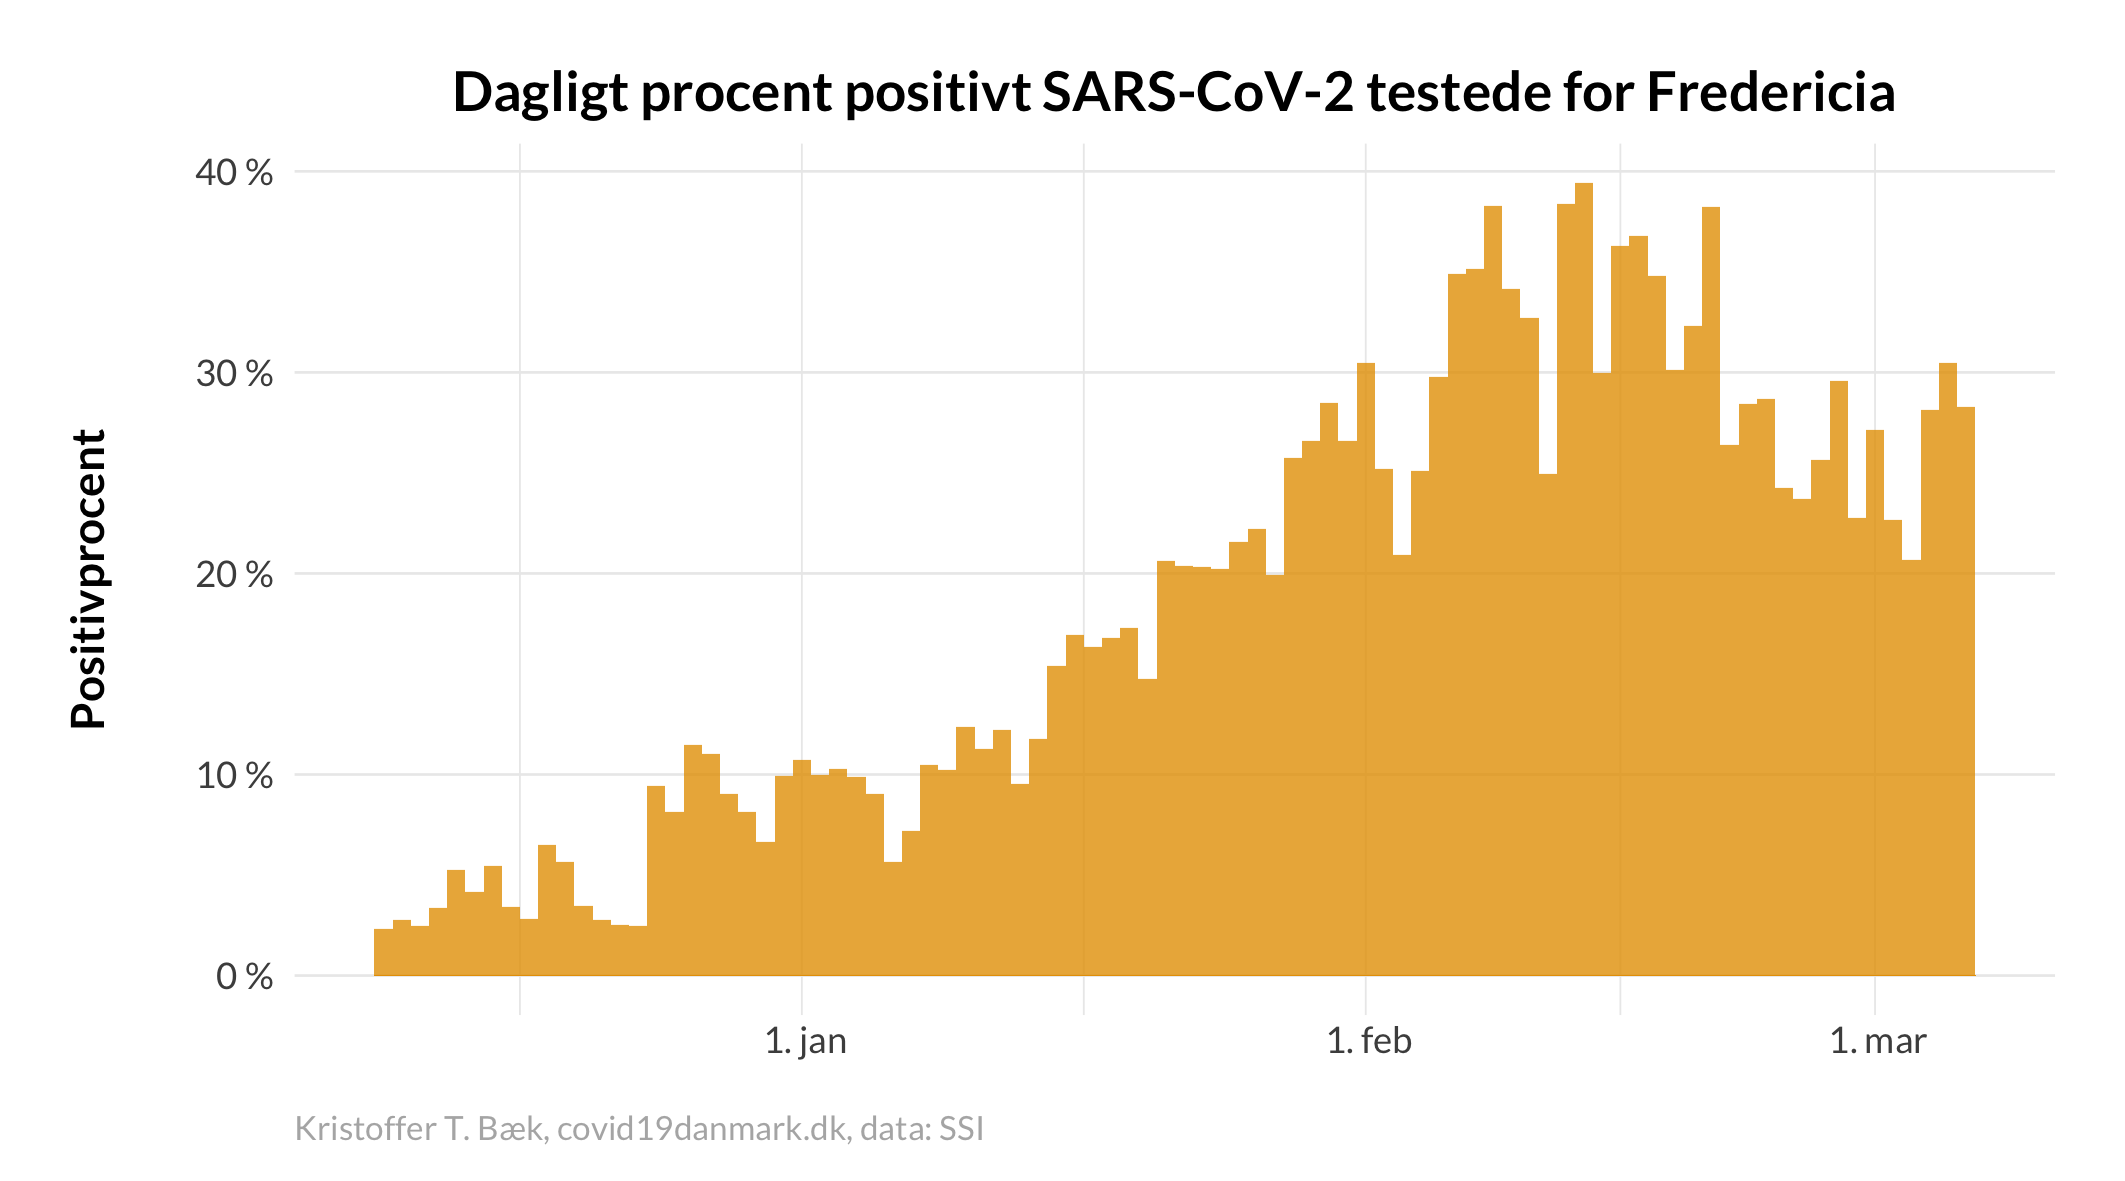 Dagligt procent positivt SARS-CoV-2 testede for Fredericia
Positivprocent
40 %
30 %
20 %
10 %
0 %
1. jan
1. feb
1. mar
Kristoffer T. Bæk, covid19danmark.dk, data: SSI